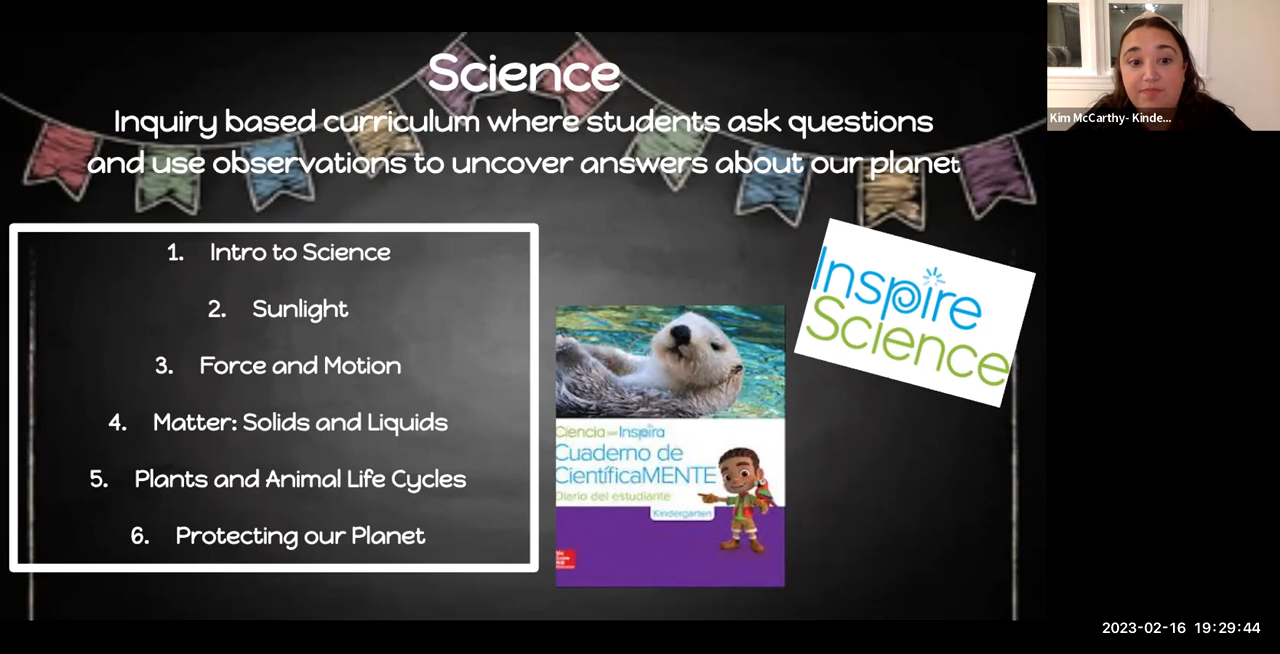 Science
Inquiry based curriculum where students ask questions
and use observations to uncover answers about our planet
1. Intro to Science
2. Sunlight
3. Force and Motion
4. Matter: Solids and Liquids
5. Plants and Animal Life Cycles
6. Protecting our Planet
Ciencia que Inspira
Cuaderno de
CientíficaMENTE
Diario del estudiante
Kindergarten
Inspire
Science
Kim McCarthy- Kinde...
2023-02-16 19:29:44